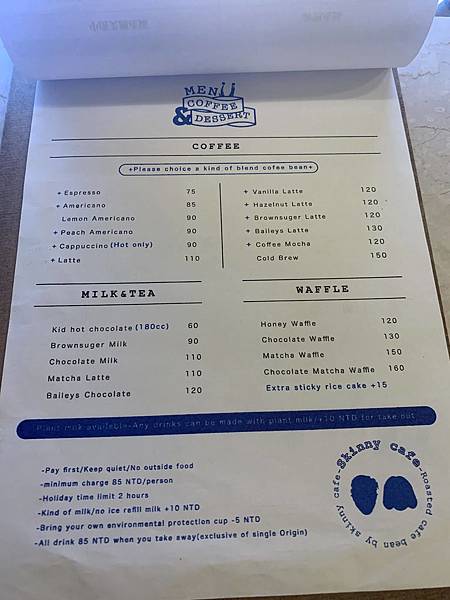 MENU
COFFEE
& DESSERT
COFFEE
+Please choice a kind of blend cofee bean+
+ Espresso 75
+ Americano 85
Lemon Americano 90
+ Peach Americano 90
+ Cappuccino (Hot only) 90
+ Latte 110
+ Vanilla Latte 120
+ Hazelnut Latte 120
+ Brownsuger Latte 120
+ Baileys Latte 130
+ Coffee Mocha 120
Cold Brew 150
MILK&TEA
Kid hot chocolate (180cc) 60
Brownsuger Milk 90
Chocolate Milk 110
Matcha Latte 110
Baileys Chocolate 120
WAFFLE
Honey Waffle 120
Chocolate Waffle 130
Matcha Waffle 150
Chocolate Matcha Waffle 160
Extra sticky rice cake +15
Plant milk available-Any drinks can be made with plant milk/+10 NTD for take out
-Pay first/Keep quiet/No outside food
-minimum charge 85 NTD/person
-Holiday time limit 2 hours
-Kind of milk/no ice refill milk +10 NTD
-Bring your own environmental protection cup -5 NTD
-All drink 85 NTD when you take away(exclusive of single Origin)
-Skinny cafe-Roasted cafe bean by skinny cafe